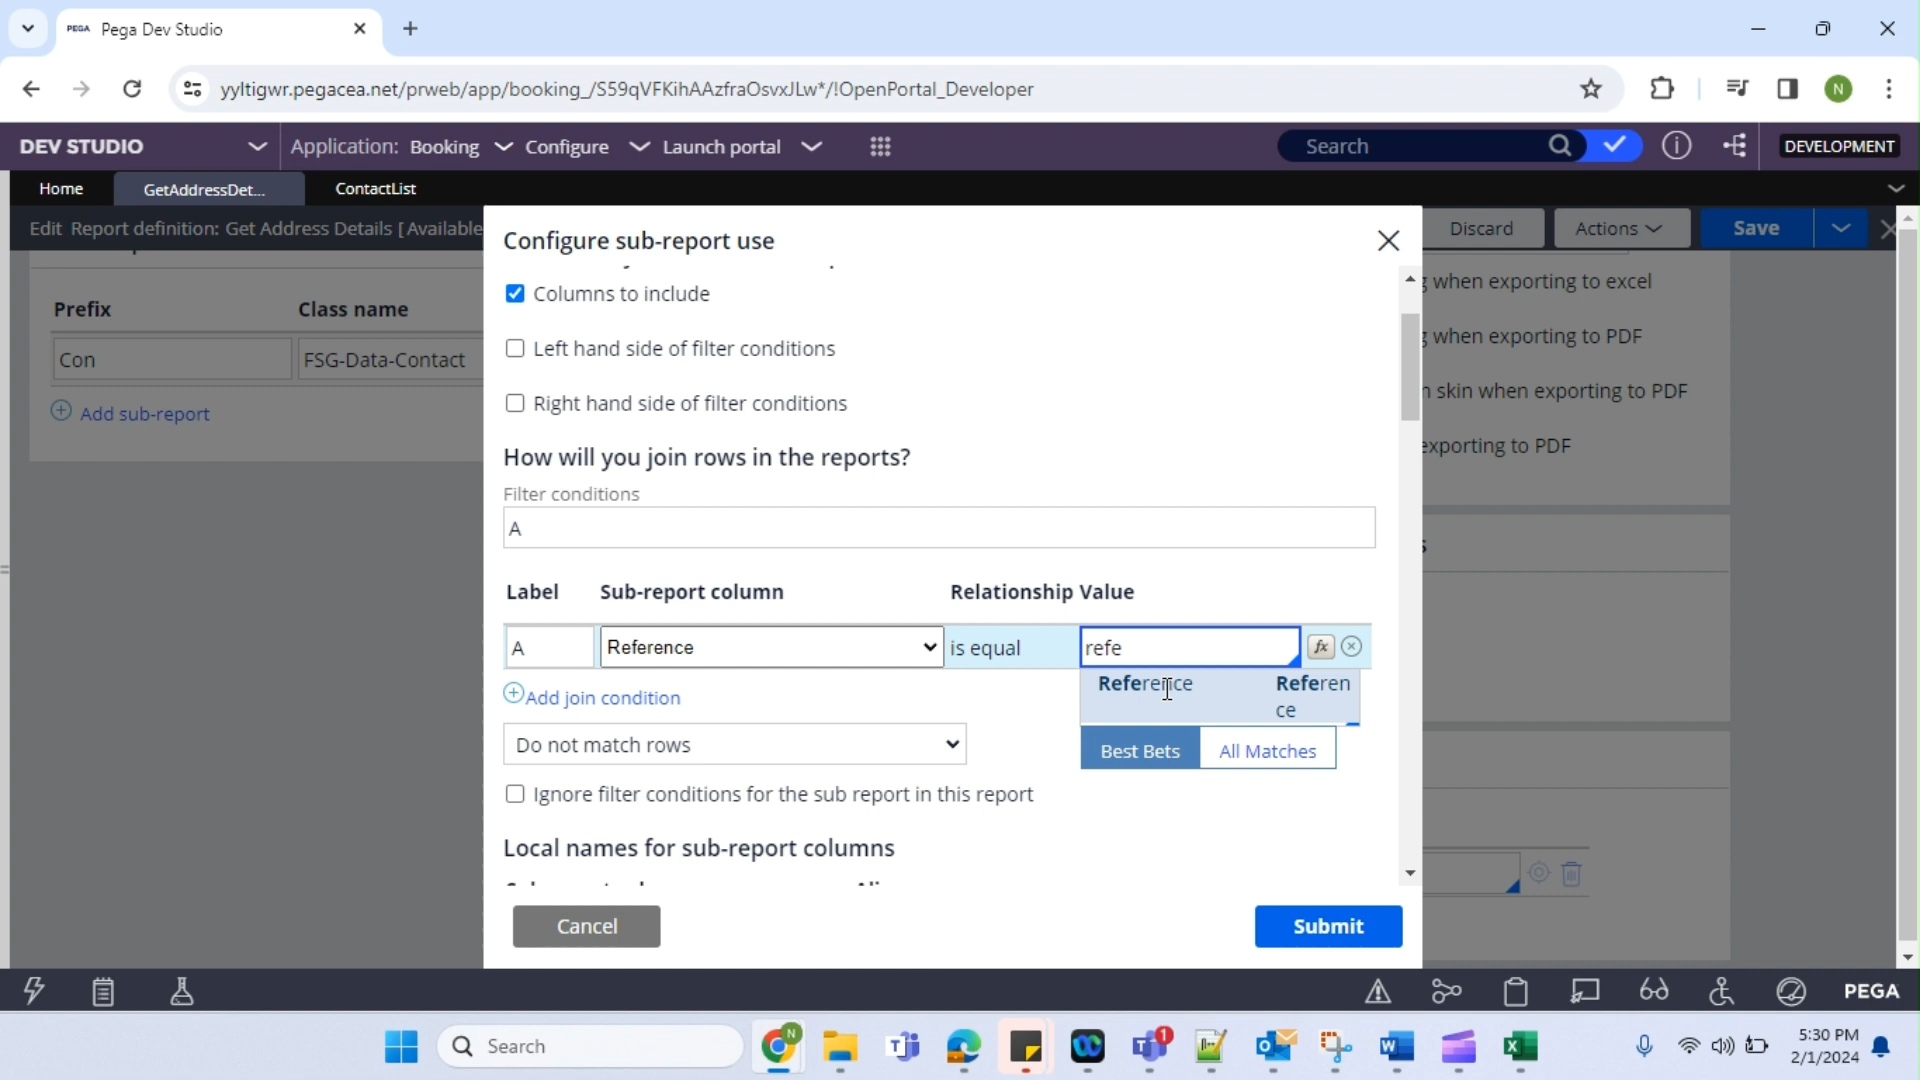 PEGA Pega Dev Studio
yyltigwr.pegacea.net/prweb/app/booking_/S59qVFKihAAzfraOsvxJLw*/!OpenPortal_Developer
N
DEV STUDIO Application: Booking Configure Launch portal Search DEVELOPMENT
Home GetAddressDet... ContactList
Edit Report definition: Get Address Details [ Available Discard Actions Save
Configure sub-report use
Columns to include
when exporting to excel
Prefix Class name
when exporting to PDF
Left hand side of filter conditions
Con FSG-Data-Contact
skin when exporting to PDF
Right hand side of filter conditions
Add sub-report
exporting to PDF
How will you join rows in the reports?
Filter conditions
A
Label Sub-report column Relationship Value
A Reference is equal refe fx
Reference Referen
ce
Add join condition
Do not match rows
Best Bets All Matches
Ignore filter conditions for the sub report in this report
Local names for sub-report columns
Cancel Submit
PEGA
Search
N
1
5:30 PM
2/1/2024